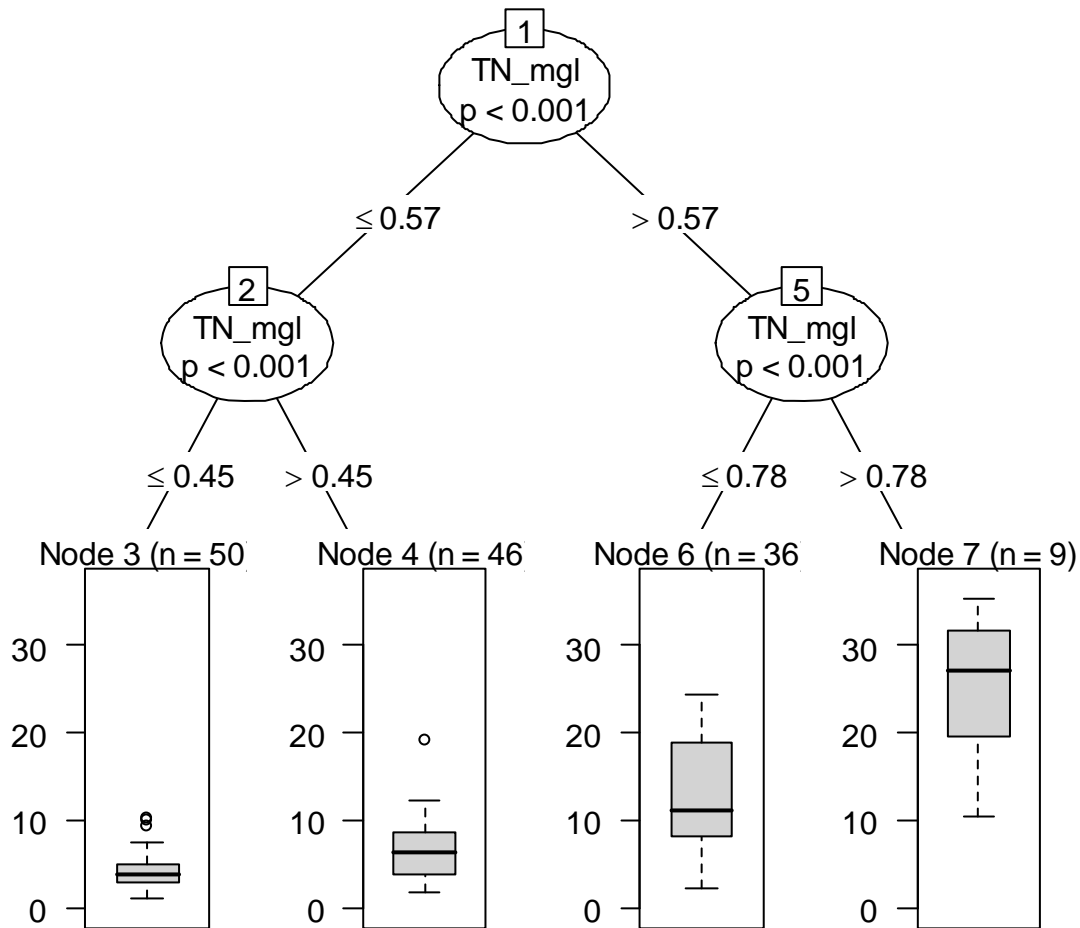 1
TN_mgl
p < 0.001
≤ 0.57
> 0.57
2
TN_mgl
p < 0.001
5
TN_mgl
p < 0.001
≤ 0.45
> 0.45
≤ 0.78
> 0.78
Node 3 (n = 50
Node 4 (n = 46
Node 6 (n = 36
Node 7 (n = 9)
30
20
10
0
30
20
10
0
30
20
10
0
30
20
10
0